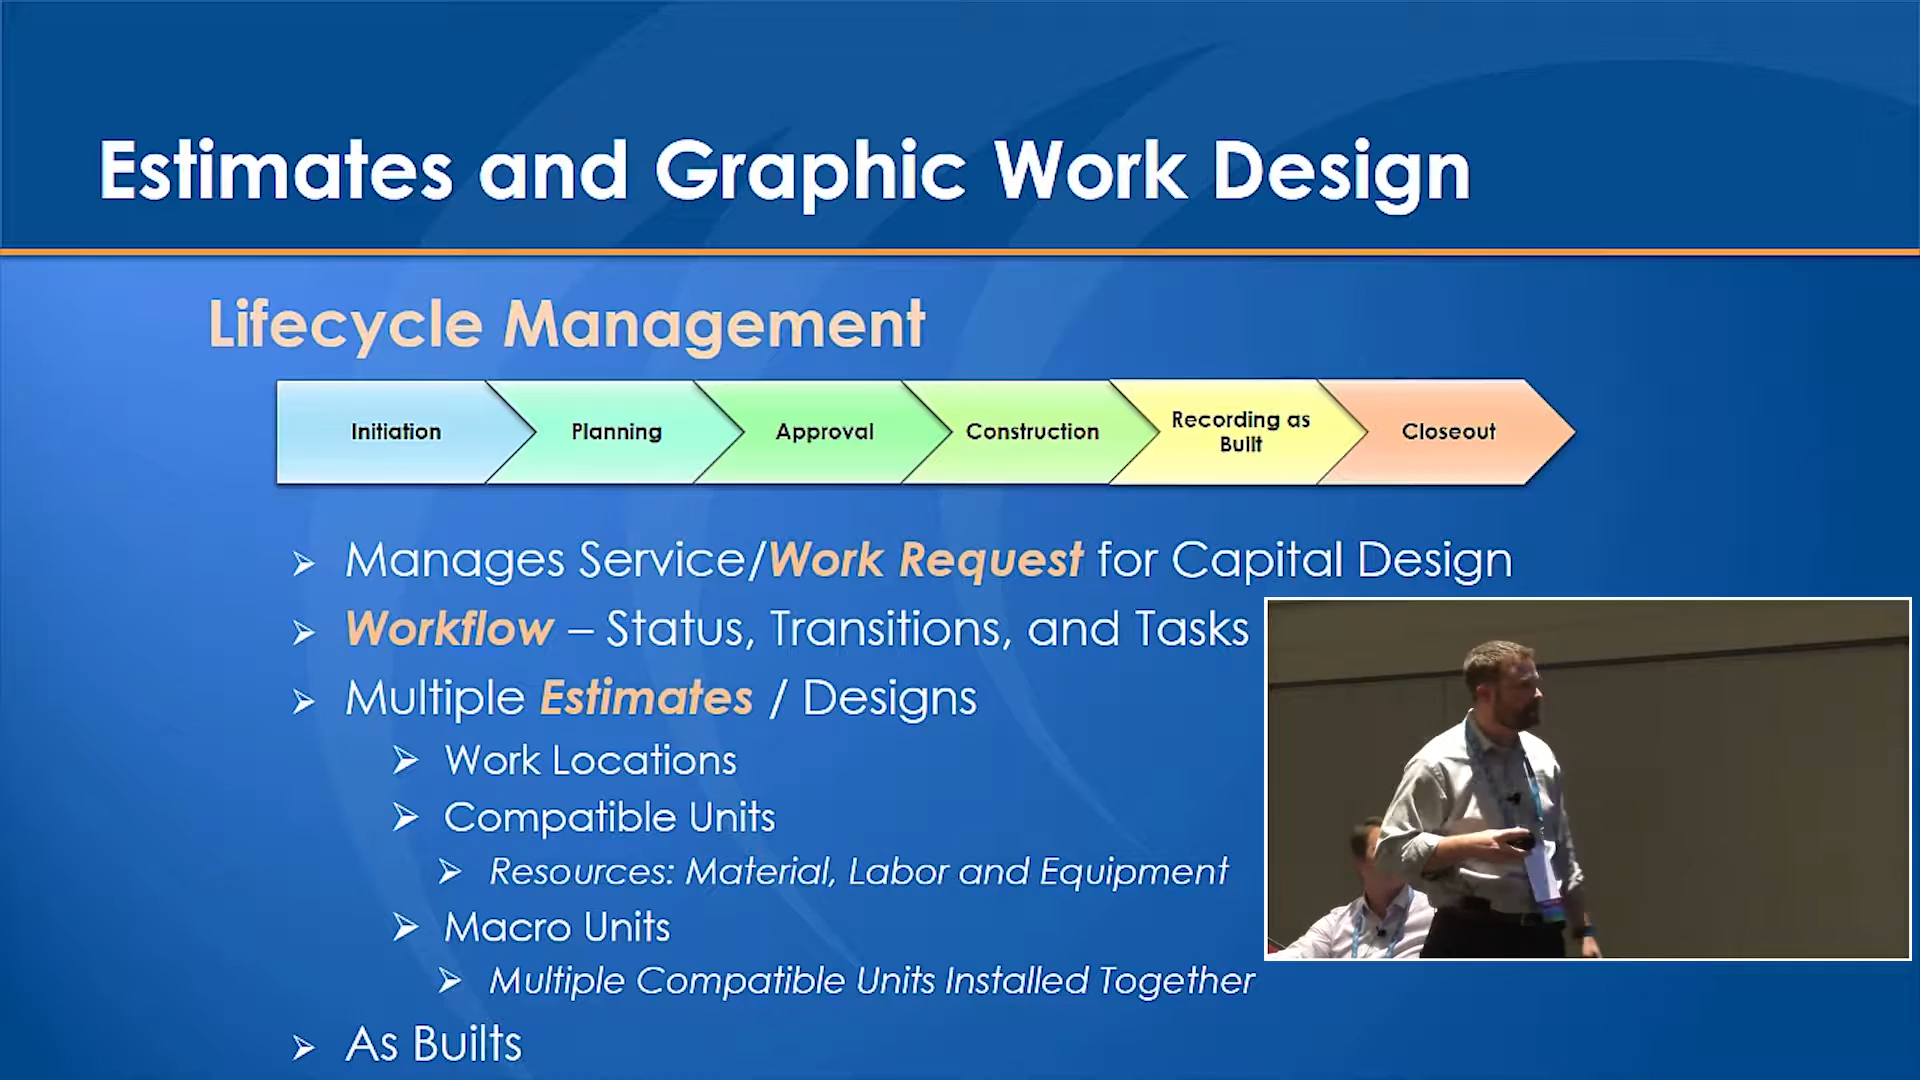 Estimates and Graphic Work Design
Lifecycle Management
Initiation
Planning
Approval
Construction
Recording as
Built
Closeout
Manages Service/Work Request for Capital Design
Workflow – Status, Transitions, and Tasks
Multiple Estimates / Designs
Work Locations
Compatible Units
Resources: Material, Labor and Equipment
Macro Units
Multiple Compatible Units Installed Together
As Builts